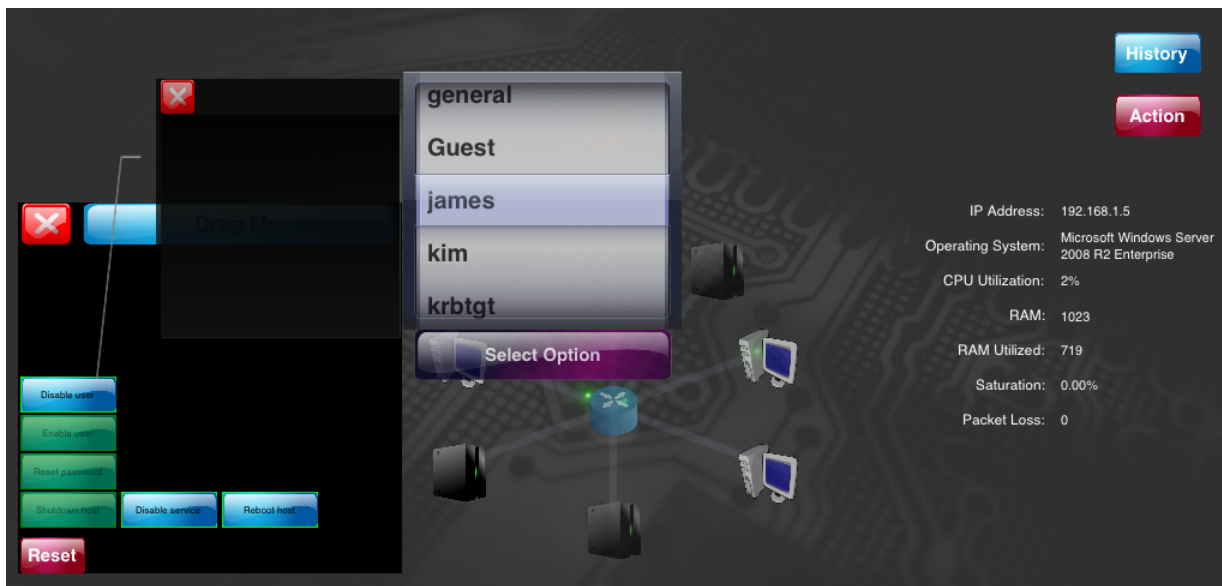 History
Action
general
Guest
james
kim
krbtgt
Select Option
Drag Me
Disable user
Enable user
Reset password
Shutdown host
Disable service
Reboot host
Reset
IP Address: 192.168.1.5
Operating System: Microsoft Windows Server
2008 R2 Enterprise
CPU Utilization: 2%
RAM: 1023
RAM Utilized: 719
Saturation: 0.00%
Packet Loss: 0